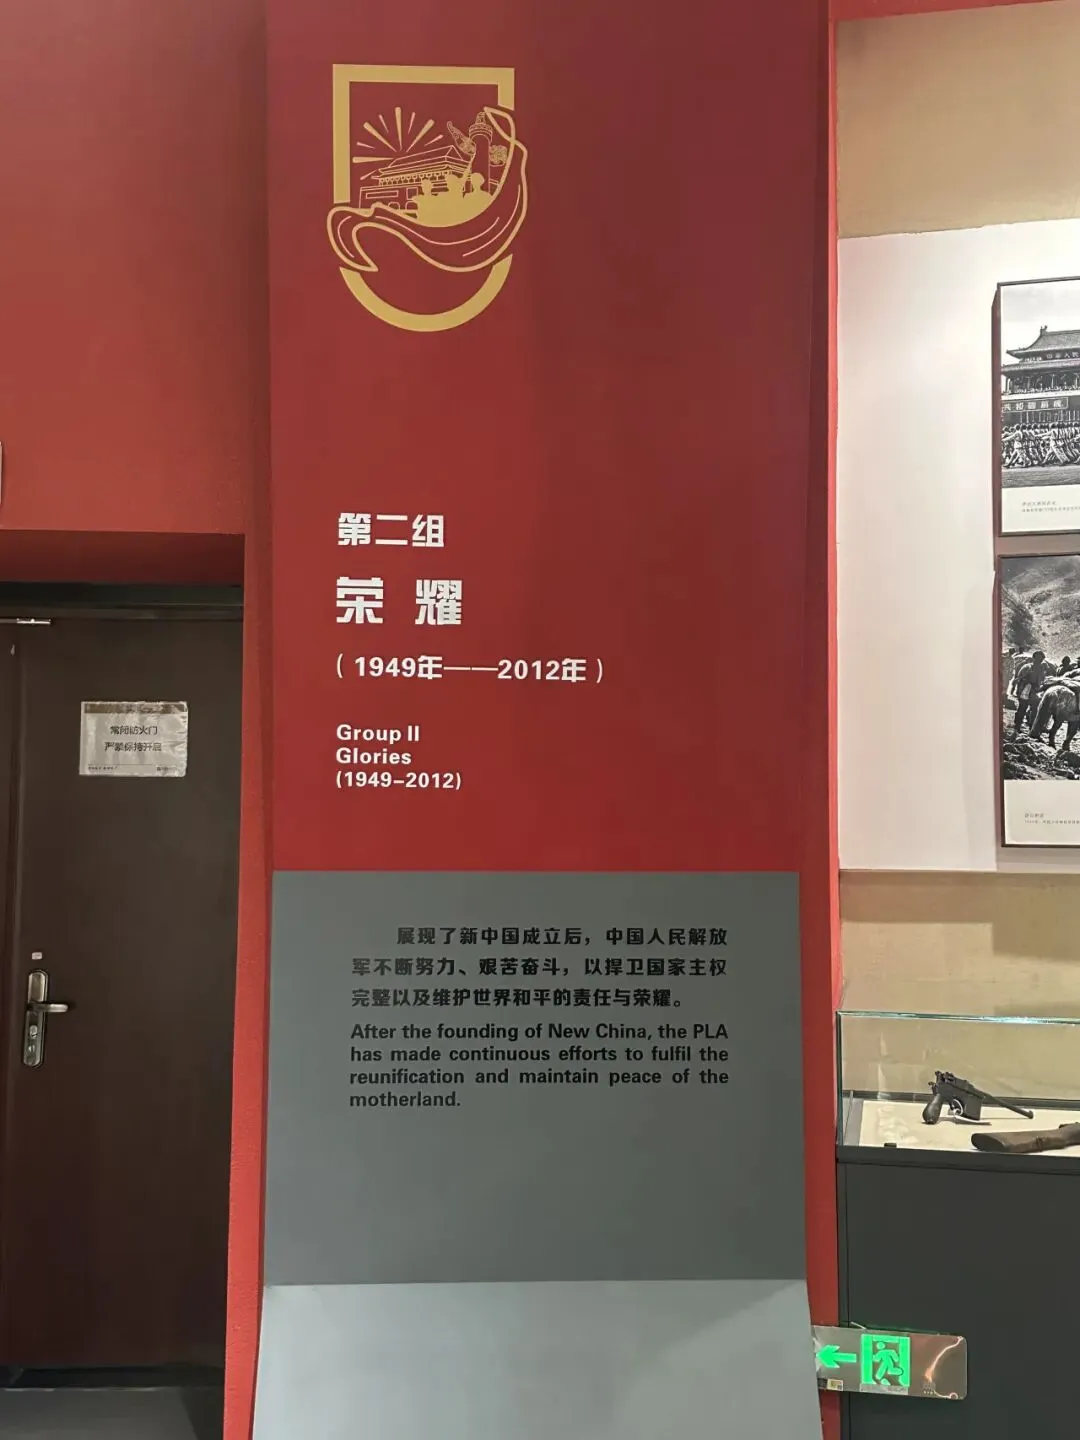 第二组
荣耀
（1949年——2012年）
Group II
Glories
(1949–2012)
展现了新中国成立后，中国人民解放
军不断努力、艰苦奋斗，以捍卫国家主权
完整以及维护世界和平的责任与荣耀。
After the founding of New China, the PLA
has made continuous efforts to fulfil the
reunification and maintain peace of the
motherland.
常闭防火门
严禁保持开启